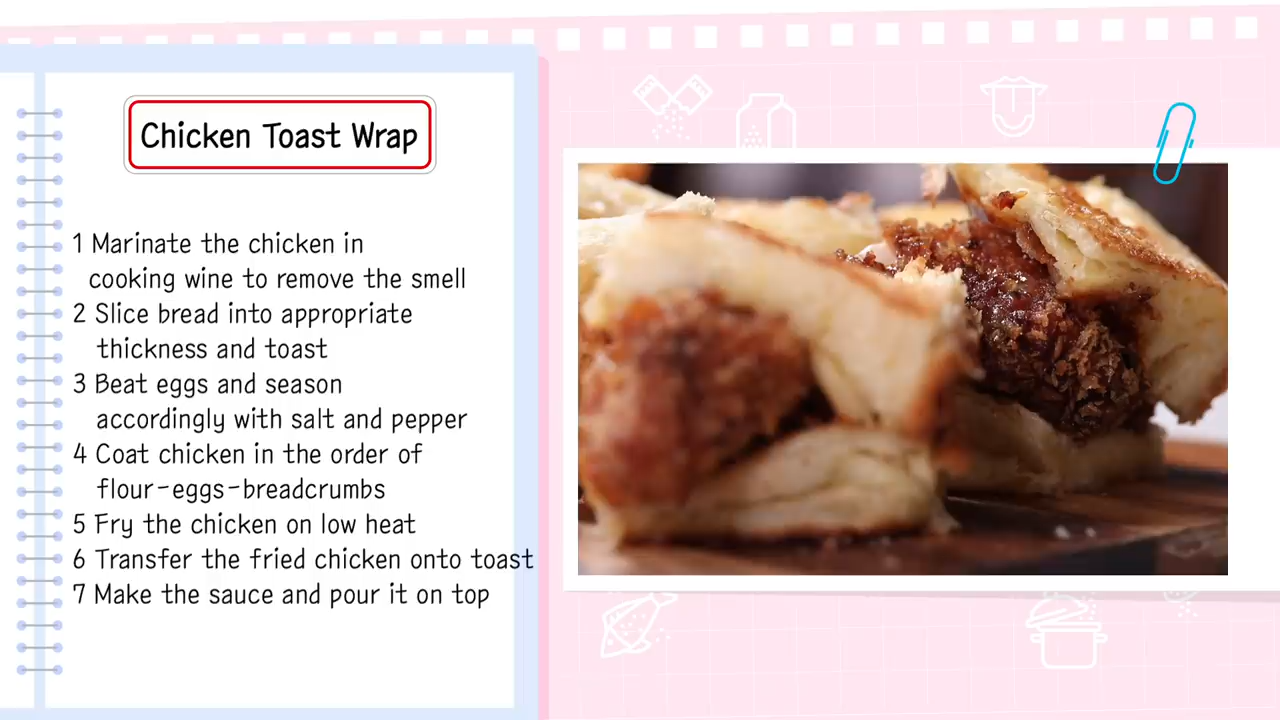 Chicken Toast Wrap
1 Marinate the chicken in
cooking wine to remove the smell
2 Slice bread into appropriate
thickness and toast
3 Beat eggs and season
accordingly with salt and pepper
4 Coat chicken in the order of
flour-eggs-breadcrumbs
5 Fry the chicken on low heat
6 Transfer the fried chicken onto toast
7 Make the sauce and pour it on top